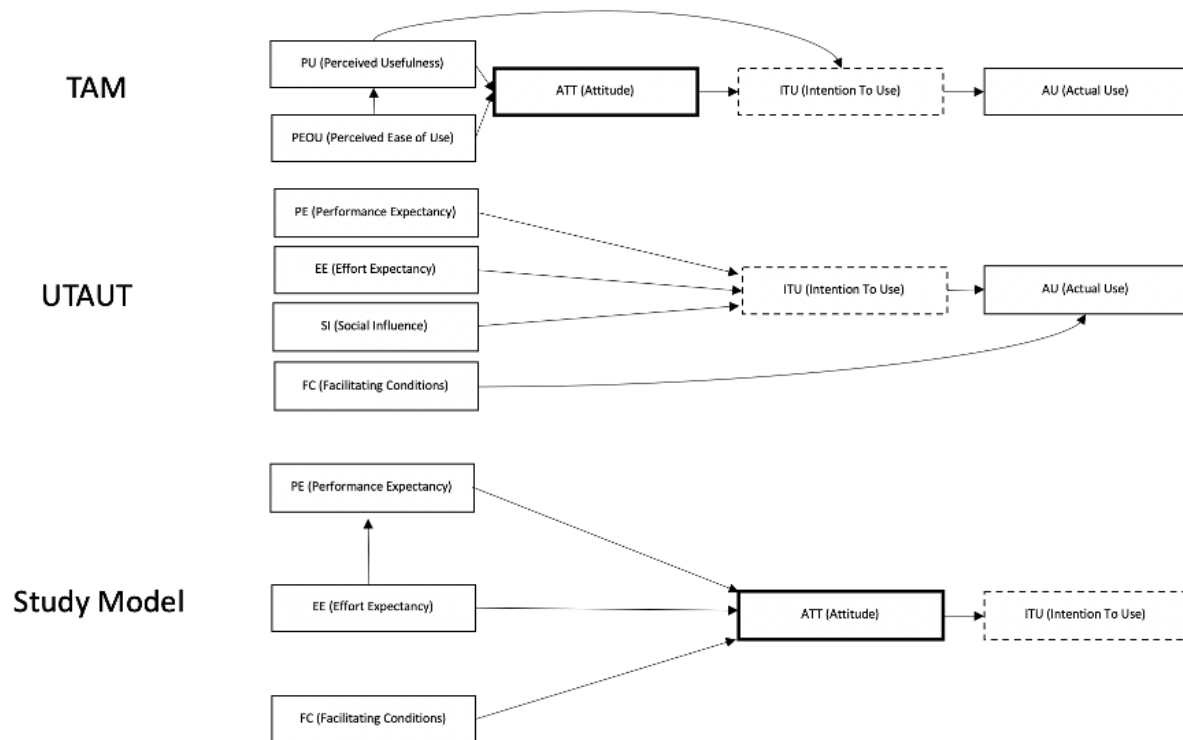 TAM
PU (Perceived Usefulness)
PEOU (Perceived Ease of Use)
ATT (Attitude)
ITU (Intention To Use)
AU (Actual Use)
UTAUT
PE (Performance Expectancy)
EE (Effort Expectancy)
SI (Social Influence)
FC (Facilitating Conditions)
ITU (Intention To Use)
AU (Actual Use)
Study Model
PE (Performance Expectancy)
EE (Effort Expectancy)
FC (Facilitating Conditions)
ATT (Attitude)
ITU (Intention To Use)